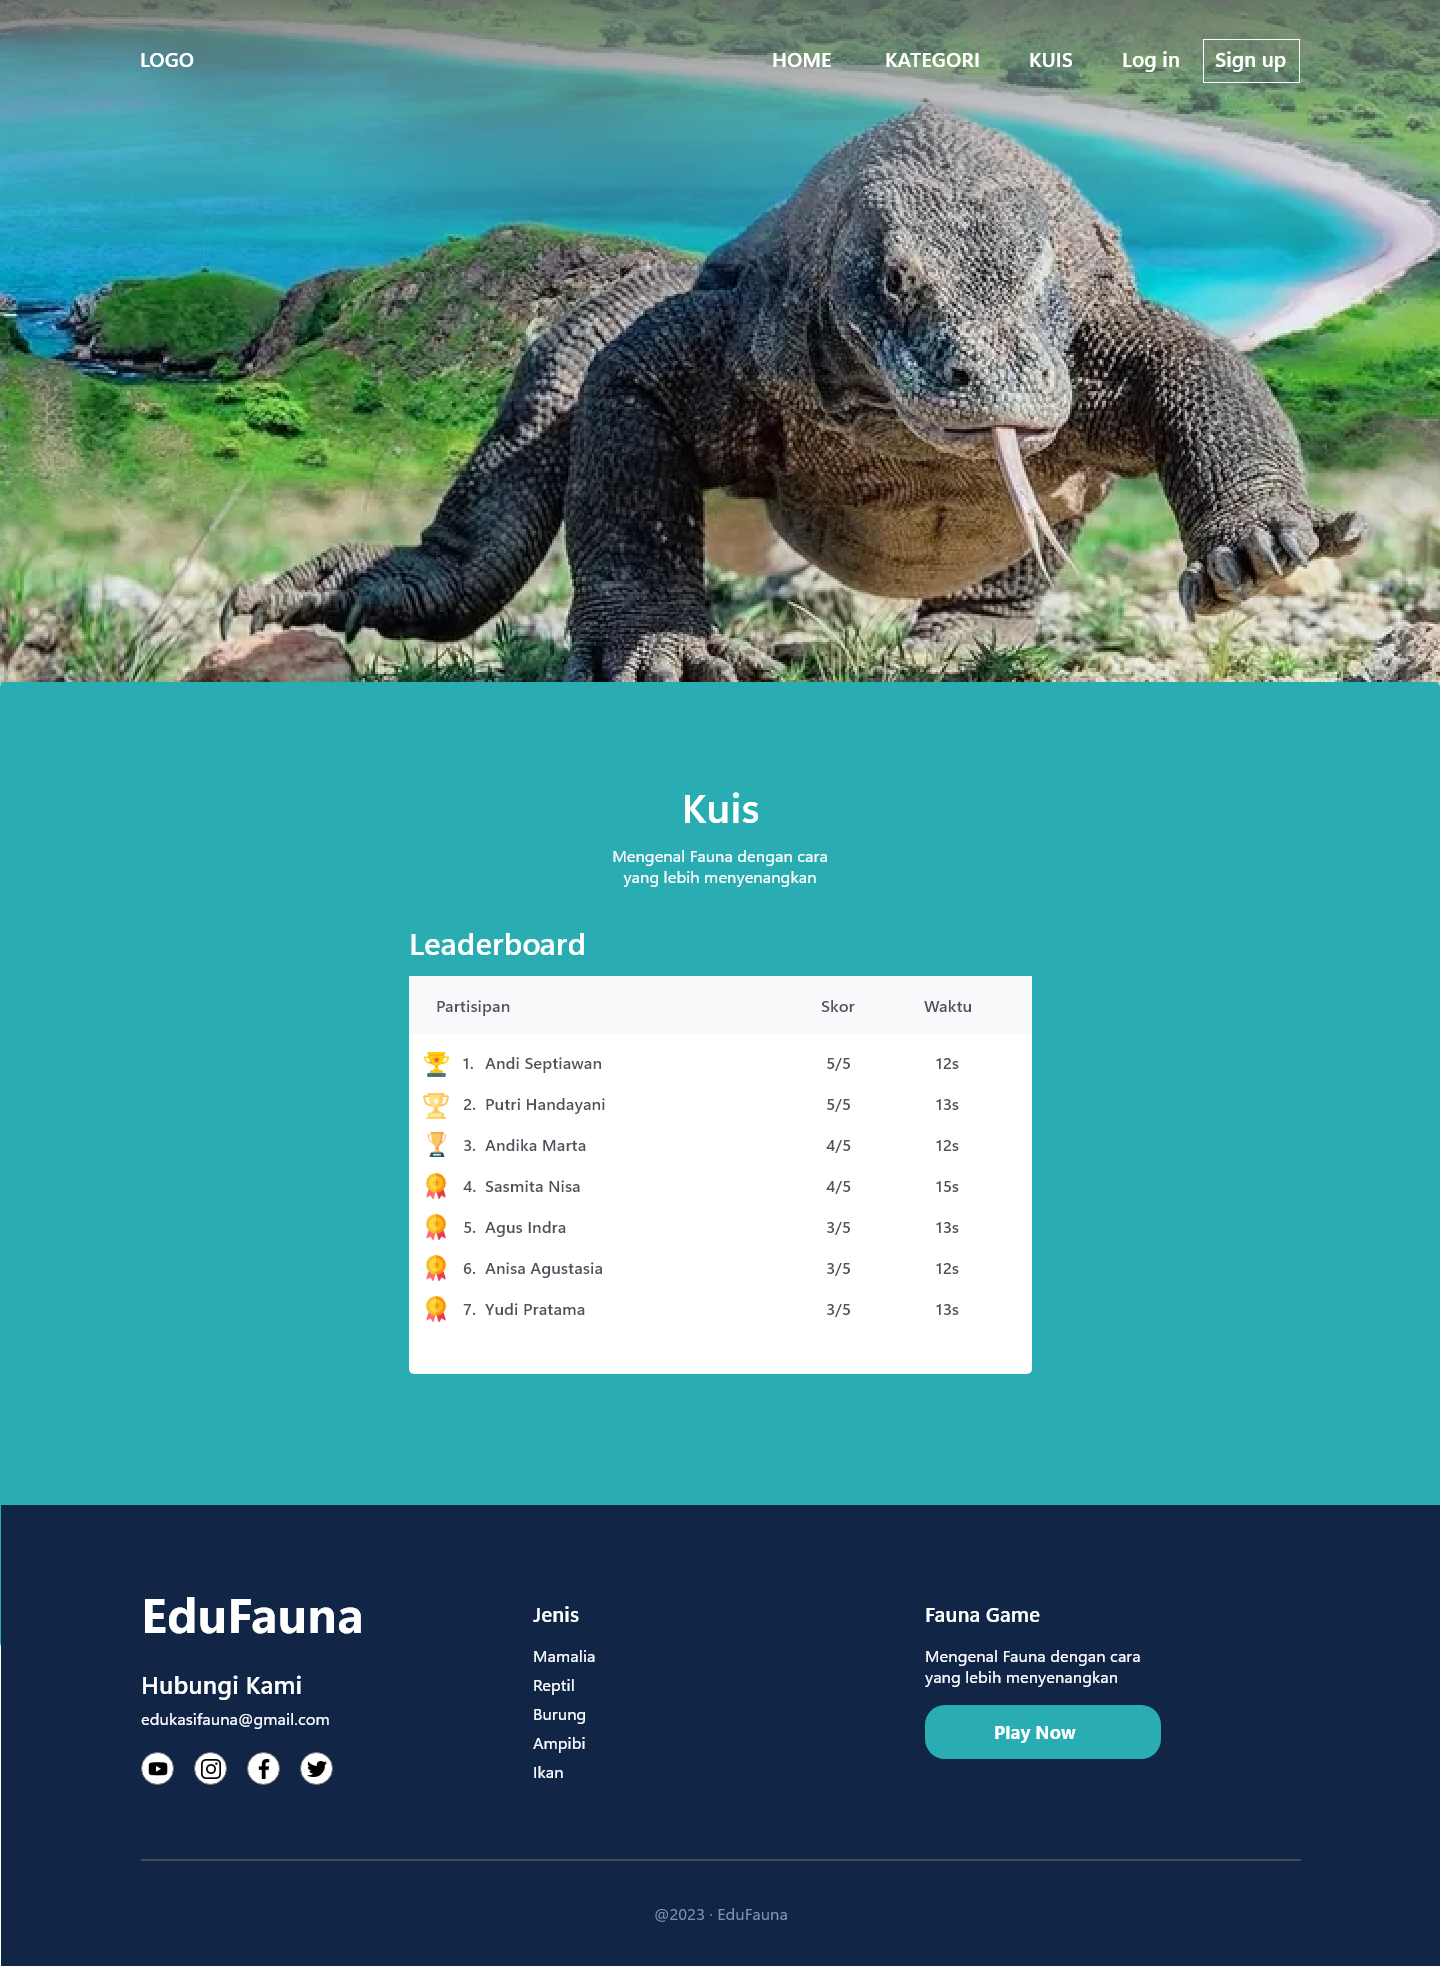 LOGO HOME KATEGORI KUIS Log in Sign up
Kuis
Mengenal Fauna dengan cara
yang lebih menyenangkan
Leaderboard
Partisipan Skor Waktu
1. Andi Septiawan 5/5 12s
2. Putri Handayani 5/5 13s
3. Andika Marta 4/5 12s
4. Sasmita Nisa 4/5 15s
5. Agus Indra 3/5 13s
6. Anisa Agustasia 3/5 12s
7. Yudi Pratama 3/5 13s
EduFauna
Hubungi Kami
edukasifauna@gmail.com
Jenis
Mamalia
Reptil
Burung
Ampibi
Ikan
Fauna Game
Mengenal Fauna dengan cara
yang lebih menyenangkan
Play Now
@2023 · EduFauna